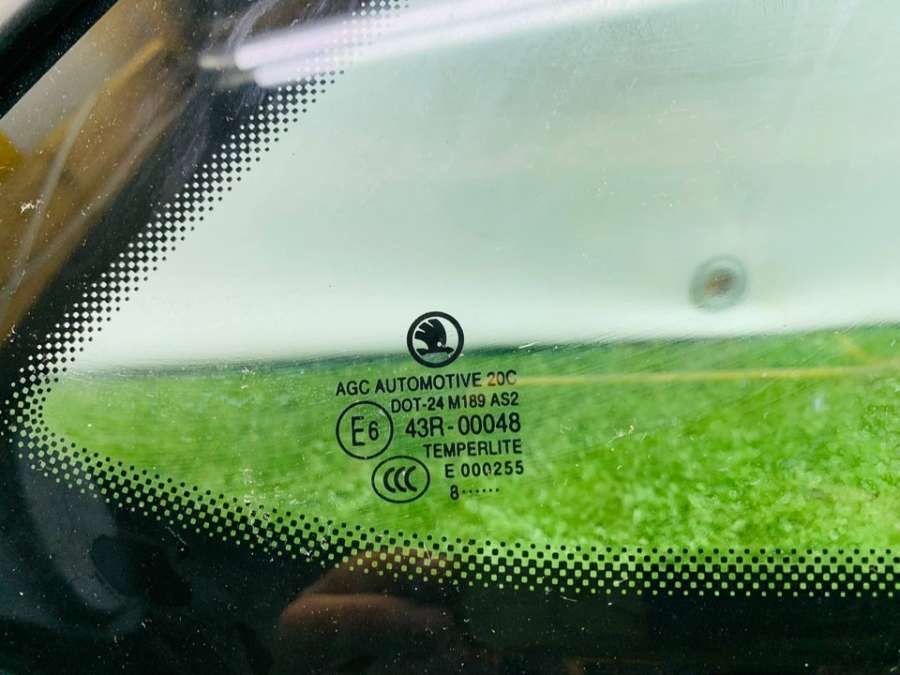 AGC AUTOMOTIVE 20C
DOT-24 M189 AS2
E6 43R-00048
TEMPERLITE
CCC E 000255
8······